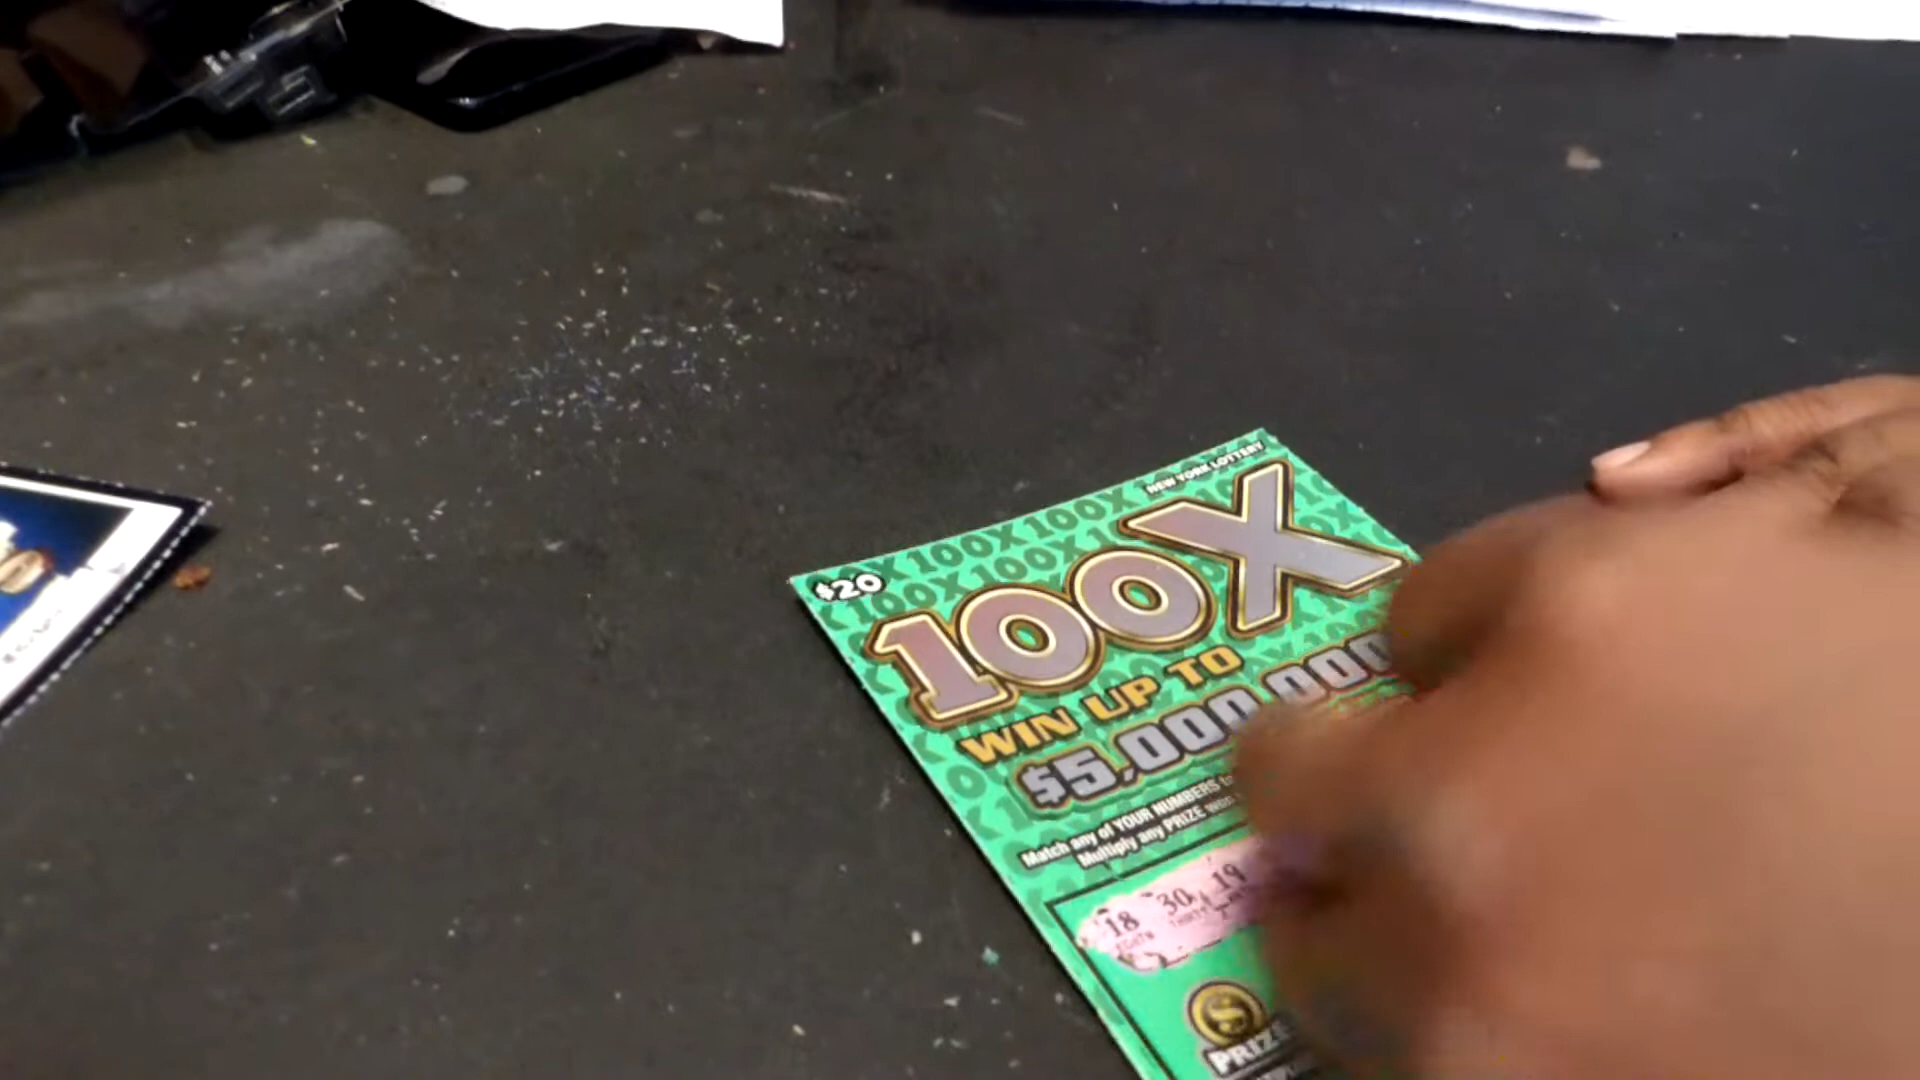 NEW YORK LOTTERY
$20
100X
WIN UP TO
$5,000,000
Match any of YOUR NUMBERS
Multiply any PRIZE won
18 30 19
PRIZE